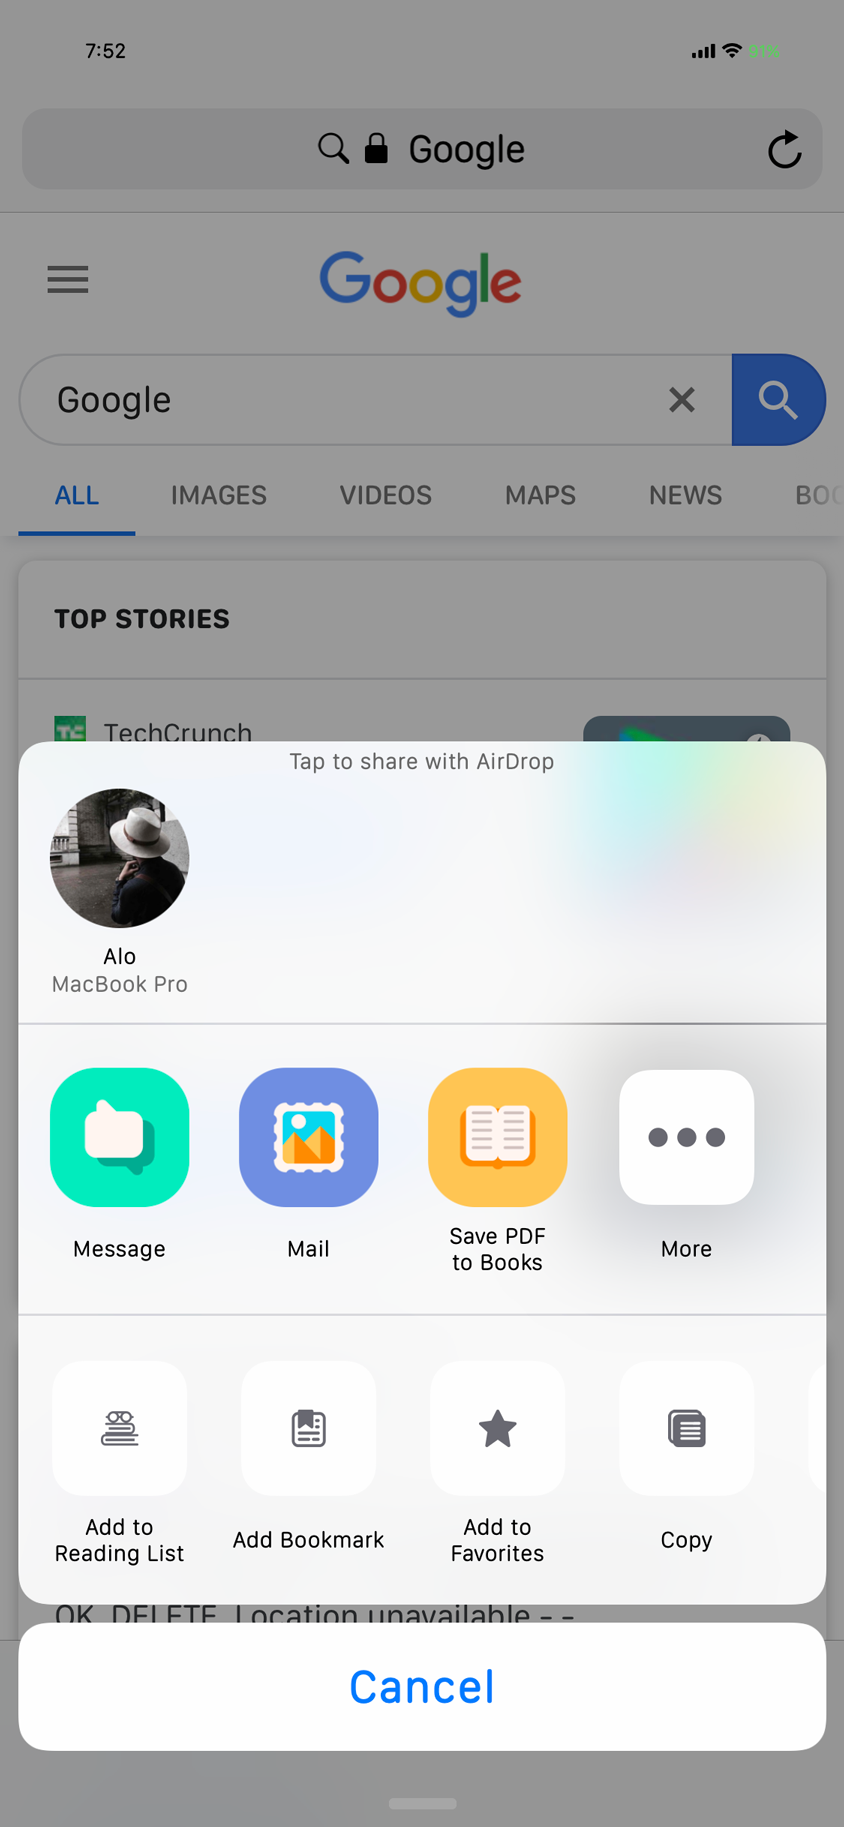 7:52
91%
Google
Google
Google
ALL IMAGES VIDEOS MAPS NEWS
TOP STORIES
TC TechCrunch
Tap to share with AirDrop
Alo
MacBook Pro
Message
Mail
Save PDF
to Books
More
Add to
Reading List
Add Bookmark
Add to
Favorites
Copy
OK, DELETE. Location unavailable - -
Cancel